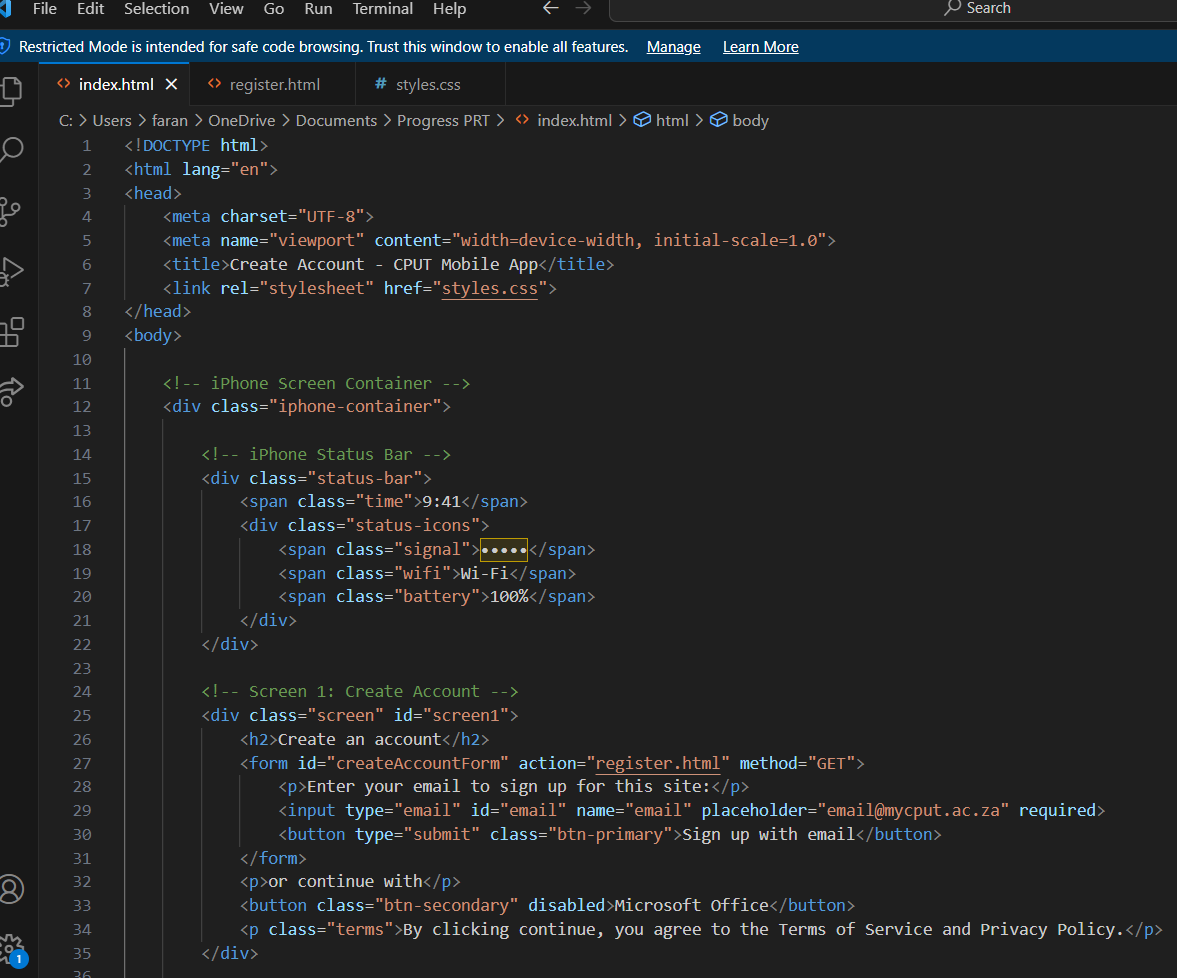 File Edit Selection View Go Run Terminal Help Search
Restricted Mode is intended for safe code browsing. Trust this window to enable all features. Manage Learn More
index.html register.html # styles.css
C: > Users > faran > OneDrive > Documents > Progress PRT > index.html > html > body
1 <!DOCTYPE html>
2 <html lang="en">
3 <head>
4 <meta charset="UTF-8">
5 <meta name="viewport" content="width=device-width, initial-scale=1.0">
6 <title>Create Account - CPUT Mobile App</title>
7 <link rel="stylesheet" href="styles.css">
8 </head>
9 <body>
10
11 <!-- iPhone Screen Container -->
12 <div class="iphone-container">
13
14 <!-- iPhone Status Bar -->
15 <div class="status-bar">
16 <span class="time">9:41</span>
17 <div class="status-icons">
18 <span class="signal">●●●●●</span>
19 <span class="wifi">Wi-Fi</span>
20 <span class="battery">100%</span>
21 </div>
22 </div>
23
24 <!-- Screen 1: Create Account -->
25 <div class="screen" id="screen1">
26 <h2>Create an account</h2>
27 <form id="createAccountForm" action="register.html" method="GET">
28 <p>Enter your email to sign up for this site:</p>
29 <input type="email" id="email" name="email" placeholder="email@mycput.ac.za" required>
30 <button type="submit" class="btn-primary">Sign up with email</button>
31 </form>
32 <p>or continue with</p>
33 <button class="btn-secondary" disabled>Microsoft Office</button>
34 <p class="terms">By clicking continue, you agree to the Terms of Service and Privacy Policy.</p>
35 </div>
36
1